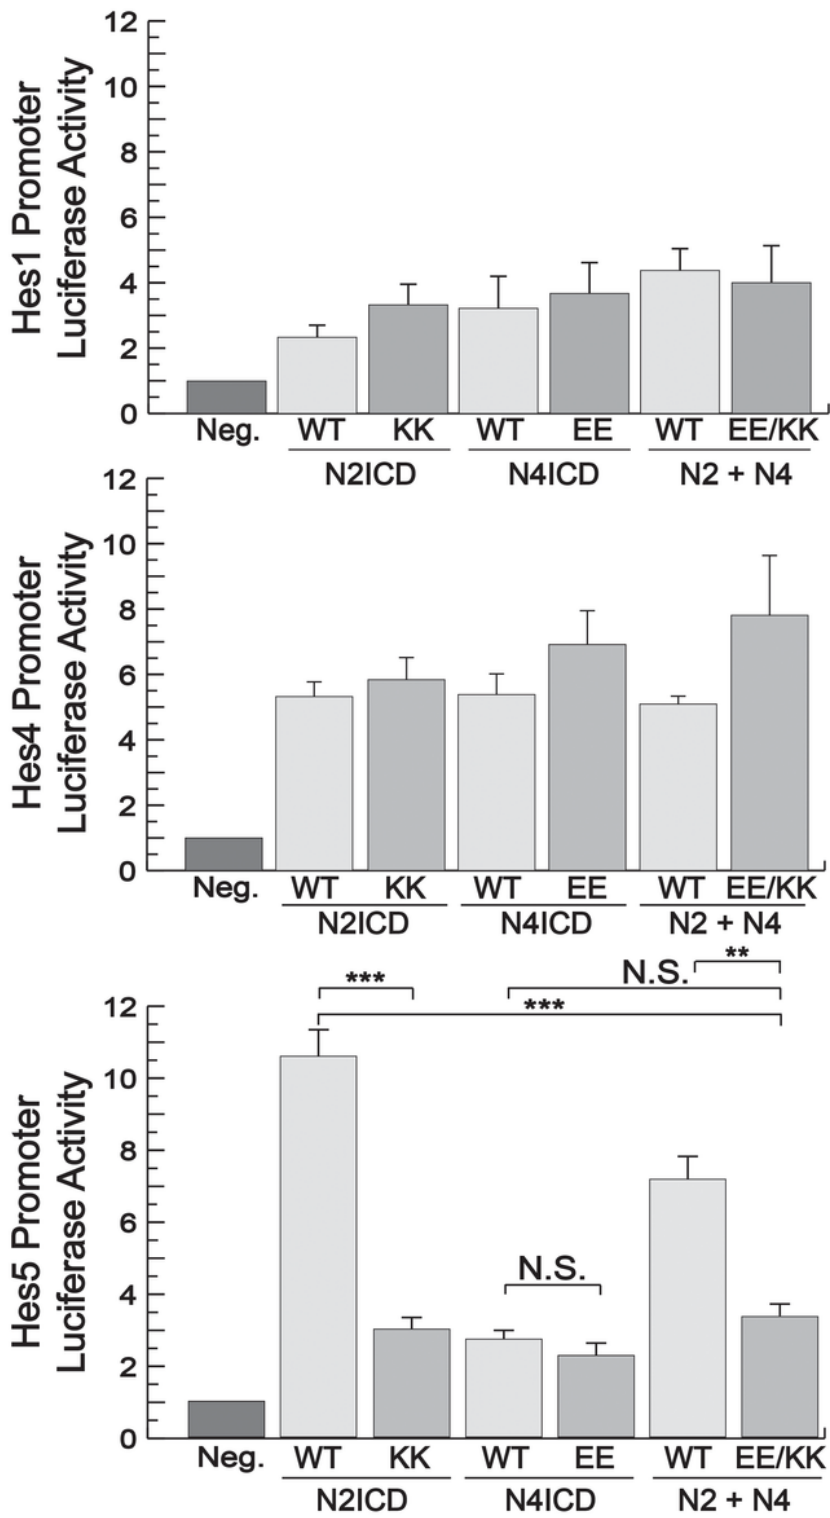 Hes1 Promoter
Luciferase Activity
12
10
8
6
4
2
0
Neg. WT KK WT EE WT EE/KK
N2ICD N4ICD N2 + N4
Hes4 Promoter
Luciferase Activity
12
10
8
6
4
2
0
Neg. WT KK WT EE WT EE/KK
N2ICD N4ICD N2 + N4
Hes5 Promoter
Luciferase Activity
**
*** N.S.
***
12
10
8
6
4
2
0
N.S.
Neg. WT KK WT EE WT EE/KK
N2ICD N4ICD N2 + N4